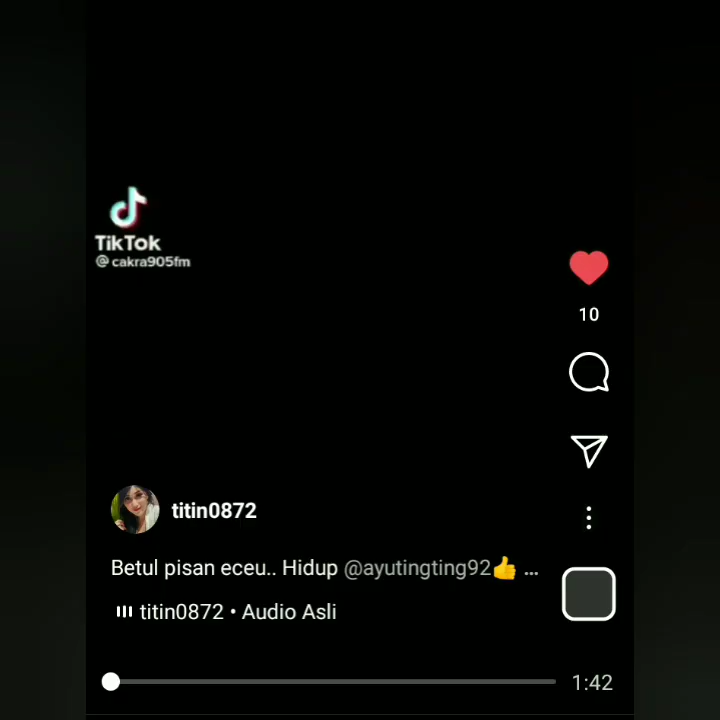 TikTok
@ cakra905fm
10
titin0872
Betul pisan eceu.. Hidup @ayutingting92👍 ...
titin0872 • Audio Asli
1:42